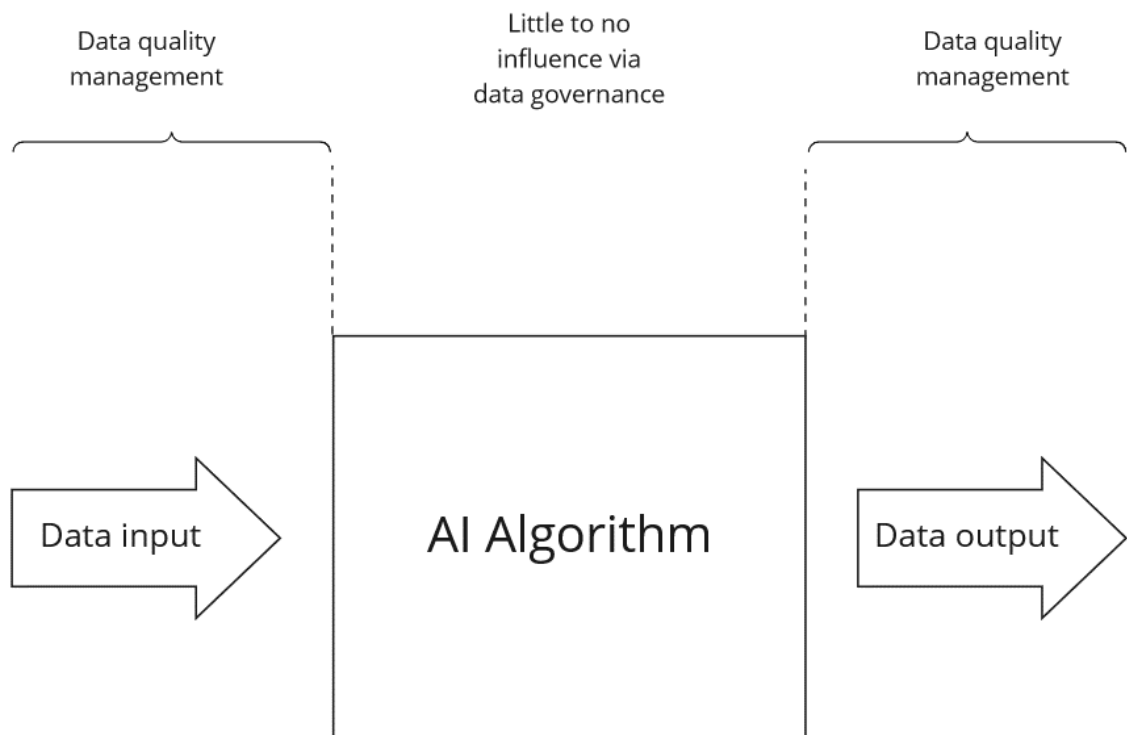 Data quality
management
Little to no
influence via
data governance
Data quality
management
Data input
AI Algorithm
Data output